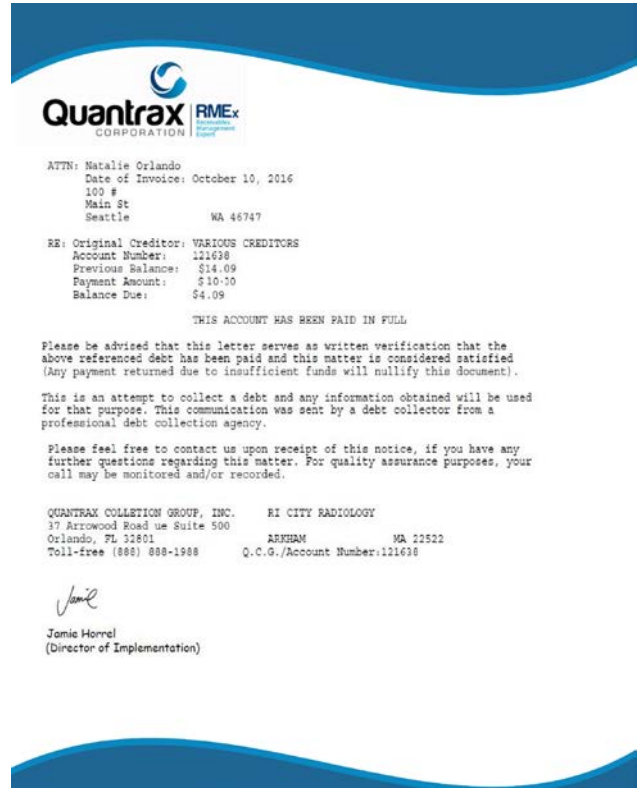 Quantrax
CORPORATION
RMEx
Receivables
Management
Expert
ATTN: Natalie Orlando
Date of Invoice: October 10, 2016
100 #
Main St
Seattle WA 46747
RE: Original Creditor: VARIOUS CREDITORS
Account Number: 121638
Previous Balance: $14.09
Payment Amount:
Balance Due: $4.09
THIS ACCOUNT HAS BEEN PAID IN FULL
Please be advised that this letter serves as written verification that the
above referenced debt has been paid and this matter is considered satisfied
(Any payment returned due to insufficient funds will nullify this document).
This is an attempt to collect a debt and any information obtained will be used
for that purpose. This communication was sent by a debt collector from a
professional debt collection agency.
Please feel free to contact us upon receipt of this notice, if you have any
further questions regarding this matter. For quality assurance purposes, your
call may be monitored and/or recorded.
QUANTRAX COLLETION GROUP, INC. RI CITY RADIOLOGY
37 Arrowood Road ue Suite 500
Orlando, FL 32801 ARKHAM MA 22522
Toll-free (888) 888-1988 Q.C.G./Account Number:121638
Jamie
Jamie Horrel
(Director of Implementation)